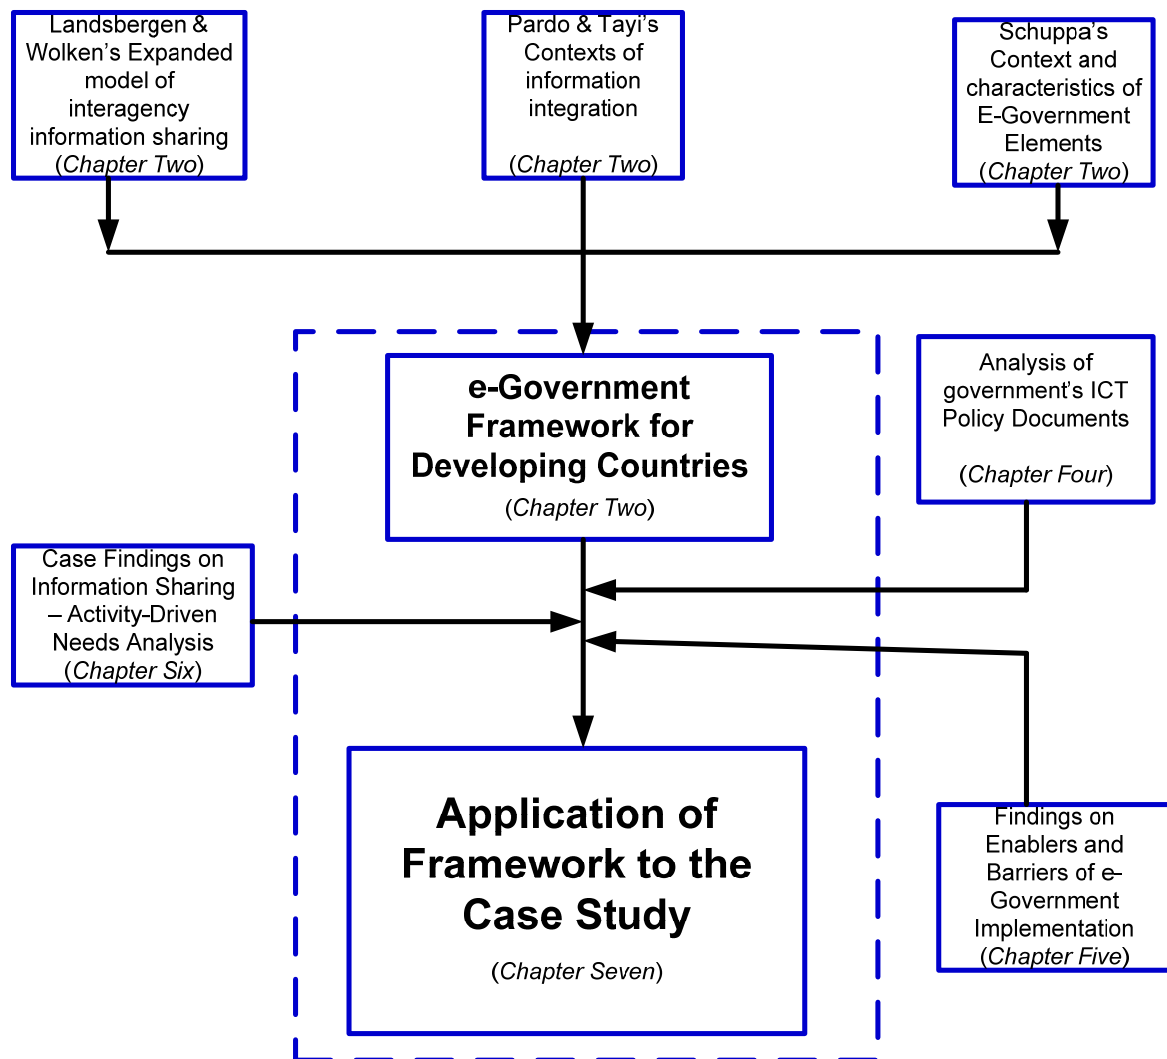 Landsbergen &
Wolken's Expanded
model of
interagency
information sharing
(Chapter Two)
Pardo & Tayi's
Contexts of
information
integration
(Chapter Two)
Schuppa's
Context and
characteristics of
E-Government
Elements
(Chapter Two)
e-Government
Framework for
Developing Countries
(Chapter Two)
Analysis of
government's ICT
Policy Documents
(Chapter Four)
Case Findings on
Information Sharing
– Activity-Driven
Needs Analysis
(Chapter Six)
Application of
Framework to the
Case Study
(Chapter Seven)
Findings on
Enablers and
Barriers of e–
Government
Implementation
(Chapter Five)